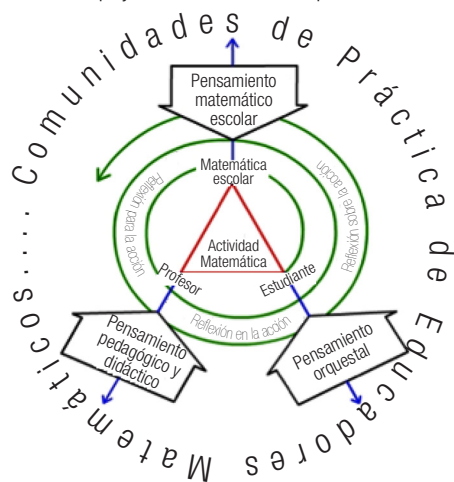 Comunidades de Práctica de Educadores Matemáticos....
Pensamiento
matemático
escolar
Matemática
escolar
Reflexión para la acción
Reflexión sobre la acción
Actividad
Matemática
Profesor
Estudiante
Reflexión en la acción
Pensamiento
pedagógico y
didáctico
Pensamiento
orquestal